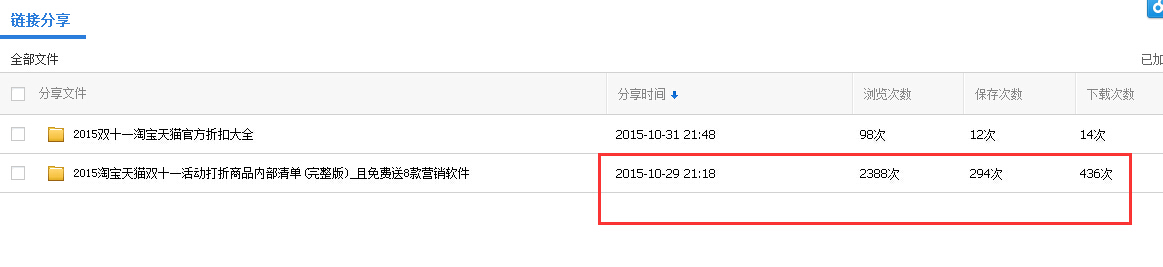 链接分享
全部文件
已加
分享文件 分享时间 浏览次数 保存次数 下载次数
2015双十一淘宝天猫官方折扣大全 2015-10-31 21:48 98次 12次 14次
2015淘宝天猫双十一活动打折商品内部清单(完整版)_且免费送8款营销软件 2015-10-29 21:18 2388次 294次 436次